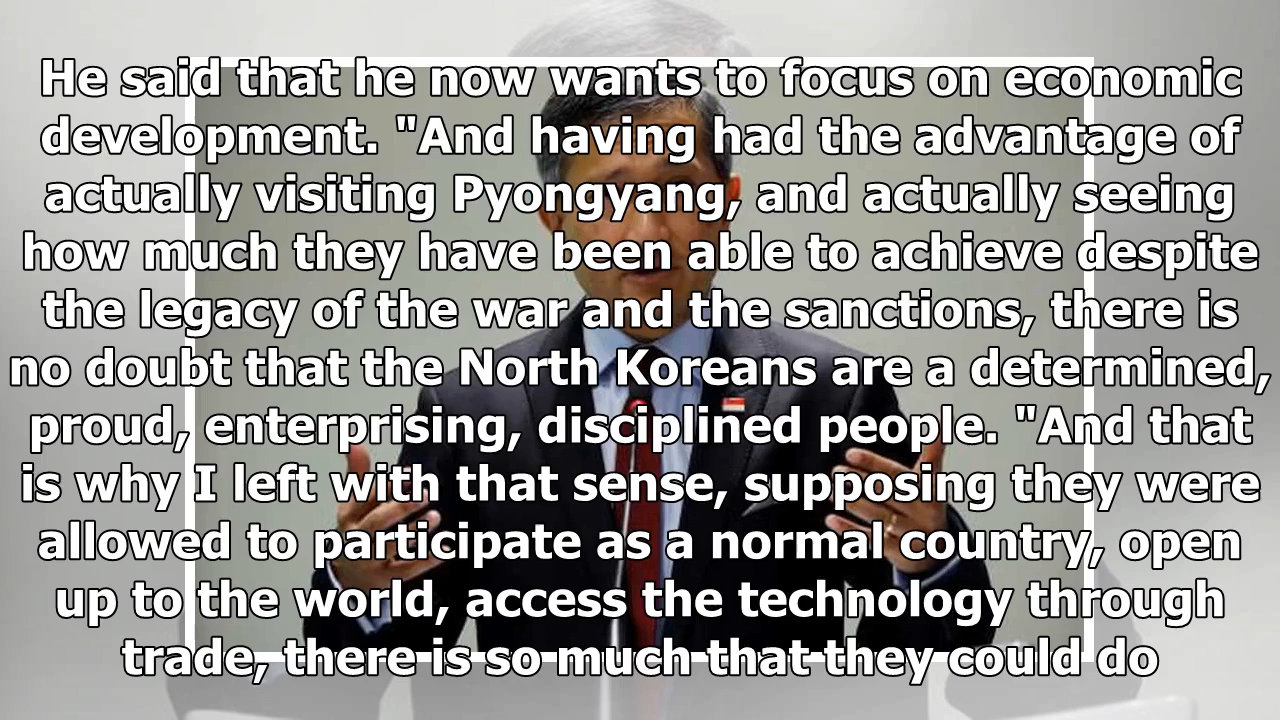 He said that he now wants to focus on economic
development. "And having had the advantage of
actually visiting Pyongyang, and actually seeing
how much they have been able to achieve despite
the legacy of the war and the sanctions, there is
no doubt that the North Koreans are a determined,
proud, enterprising, disciplined people. "And that
is why I left with that sense, supposing they were
allowed to participate as a normal country, open
up to the world, access the technology through
trade, there is so much that they could do